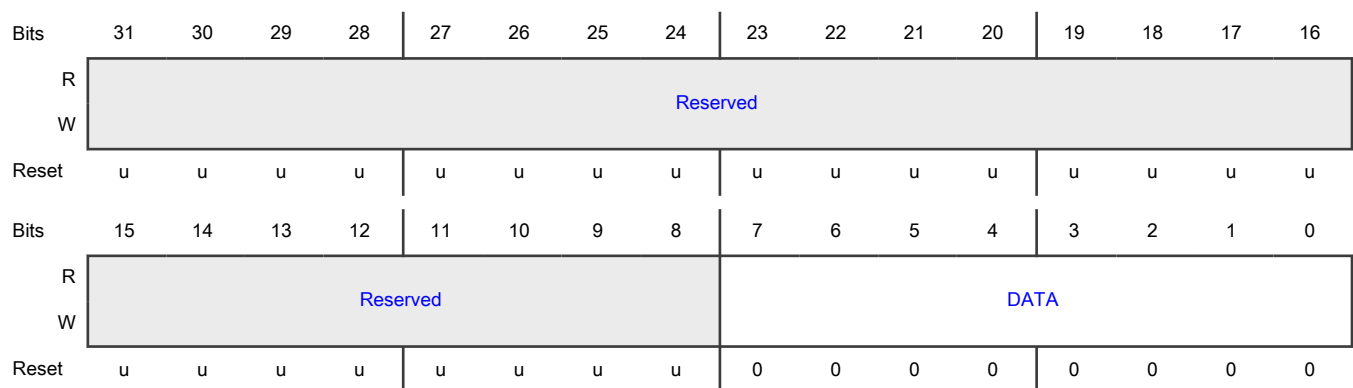 Bits 31 30 29 28 27 26 25 24 23 22 21 20 19 18 17 16
R
Reserved
W
Reset u u u u u u u u u u u u u u u u
Bits 15 14 13 12 11 10 9 8 7 6 5 4 3 2 1 0
R
Reserved DATA
W
Reset u u u u u u u u 0 0 0 0 0 0 0 0